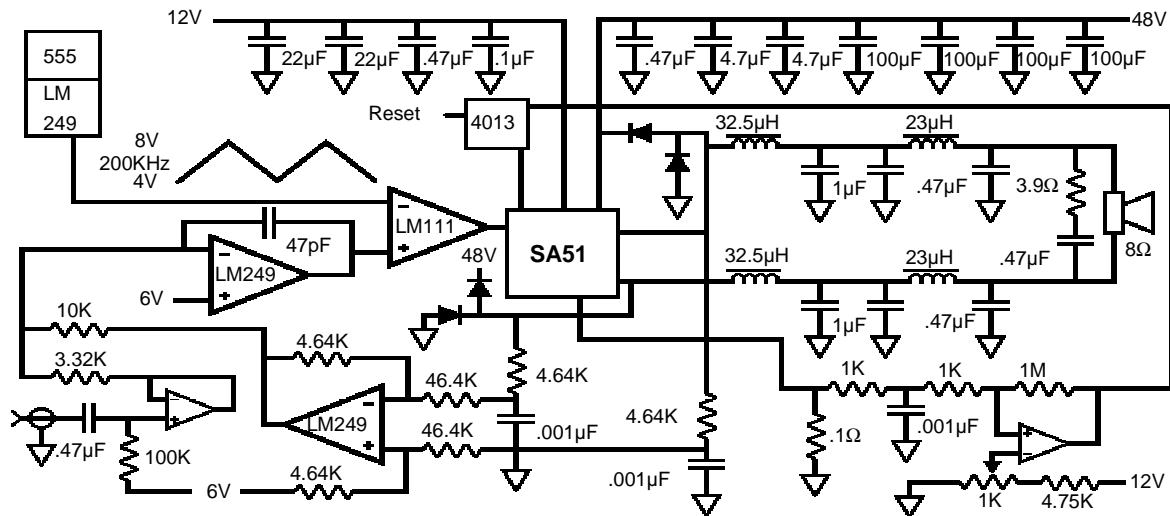 12V
48V
22µF
22µF
.47µF
.1µF
.47µF
4.7µF
4.7µF
100µF
100µF
100µF
100µF
555
LM
249
Reset
4013
8V
200KHz
4V
32.5µH
23µH
1µF
.47µF
3.9Ω
.47µF
8Ω
LM111
SA51
47pF
LM249
6V
48V
32.5µH
23µH
1µF
.47µF
10K
3.32K
4.64K
46.4K
4.64K
LM249
46.4K
.001µF
4.64K
.001µF
.47µF
100K
6V
4.64K
1K
1K
1M
.1Ω
.001µF
1K
4.75K
12V
−
+
−
+
−
+
−
+
+
−